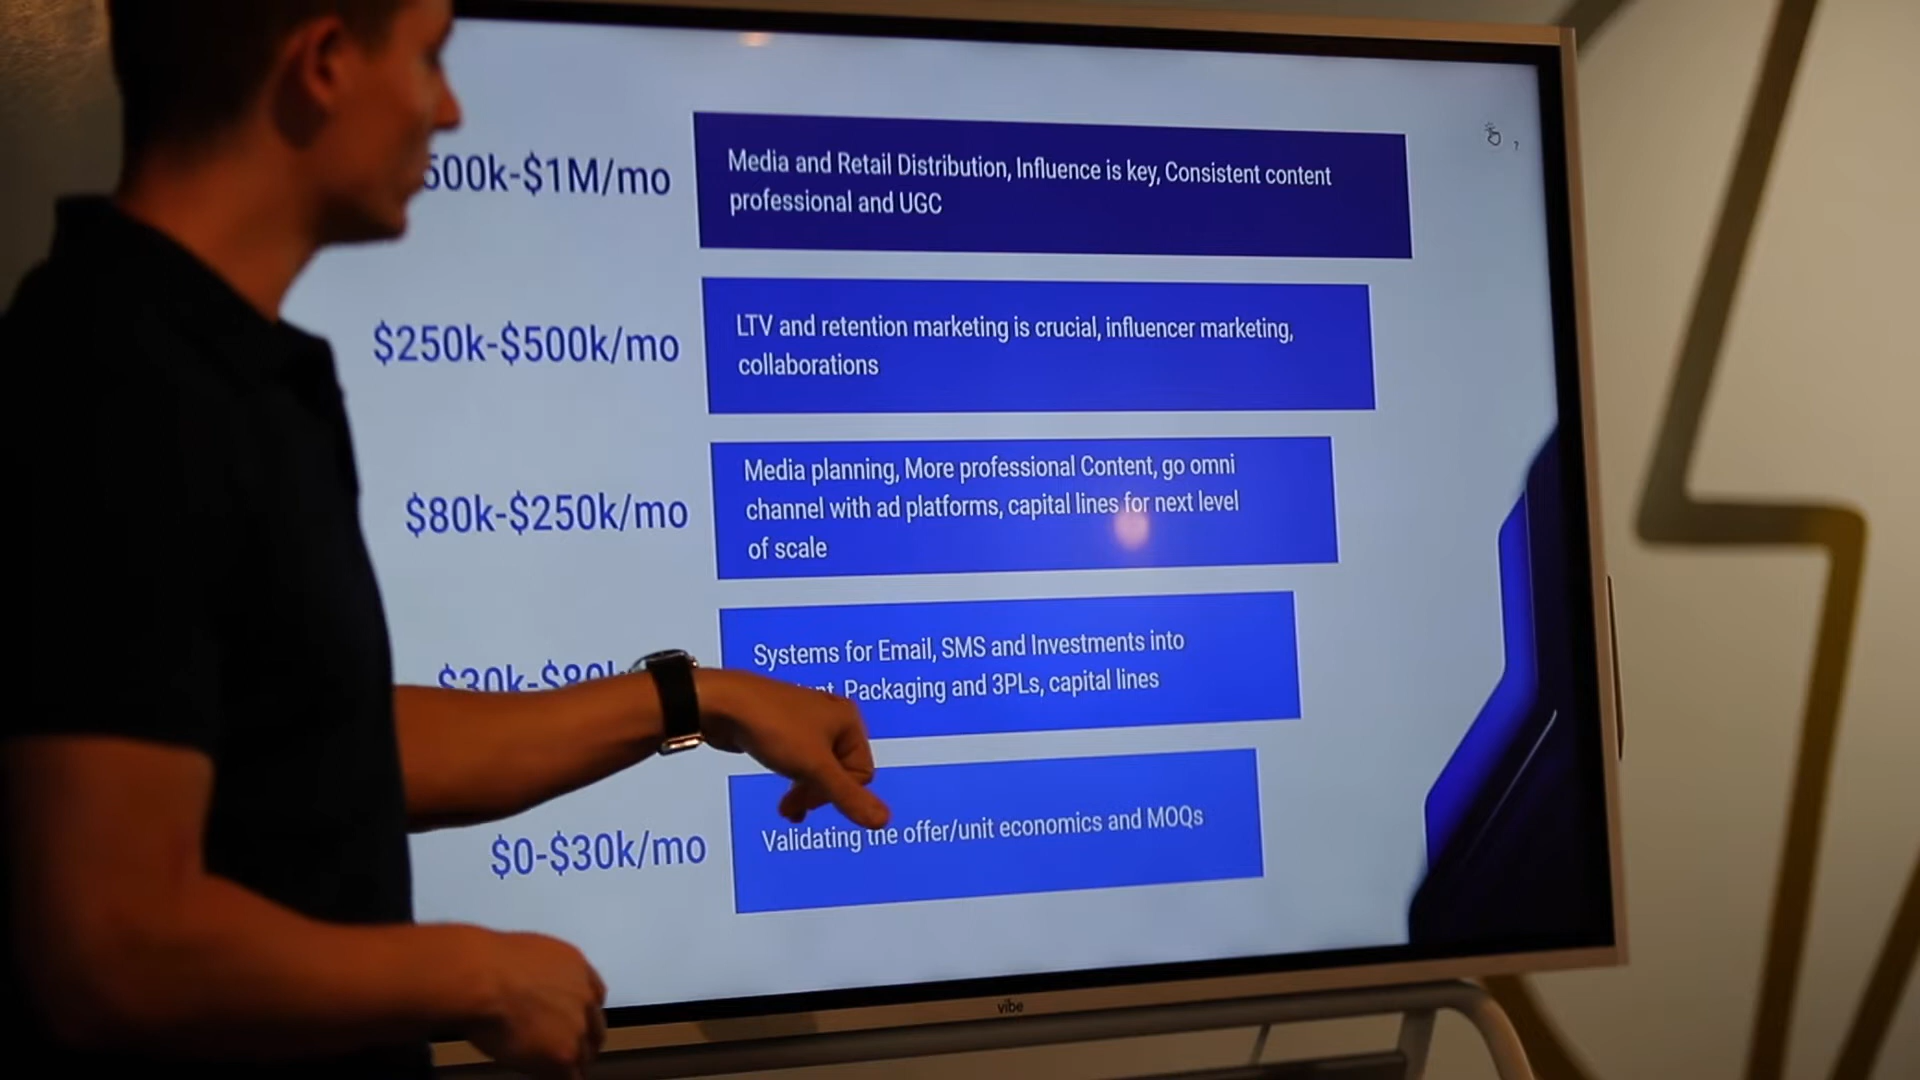 500k-$1M/mo
Media and Retail Distribution, Influence is key, Consistent content
professional and UGC
$250k-$500k/mo
LTV and retention marketing is crucial, influencer marketing,
collaborations
$80k-$250k/mo
Media planning, More professional Content, go omni
channel with ad platforms, capital lines for next level
of scale
$30k-$80k
Systems for Email, SMS and Investments into
Packaging and 3PLs, capital lines
$0-$30k/mo
Validating the offer/unit economics and MOQs
vibe